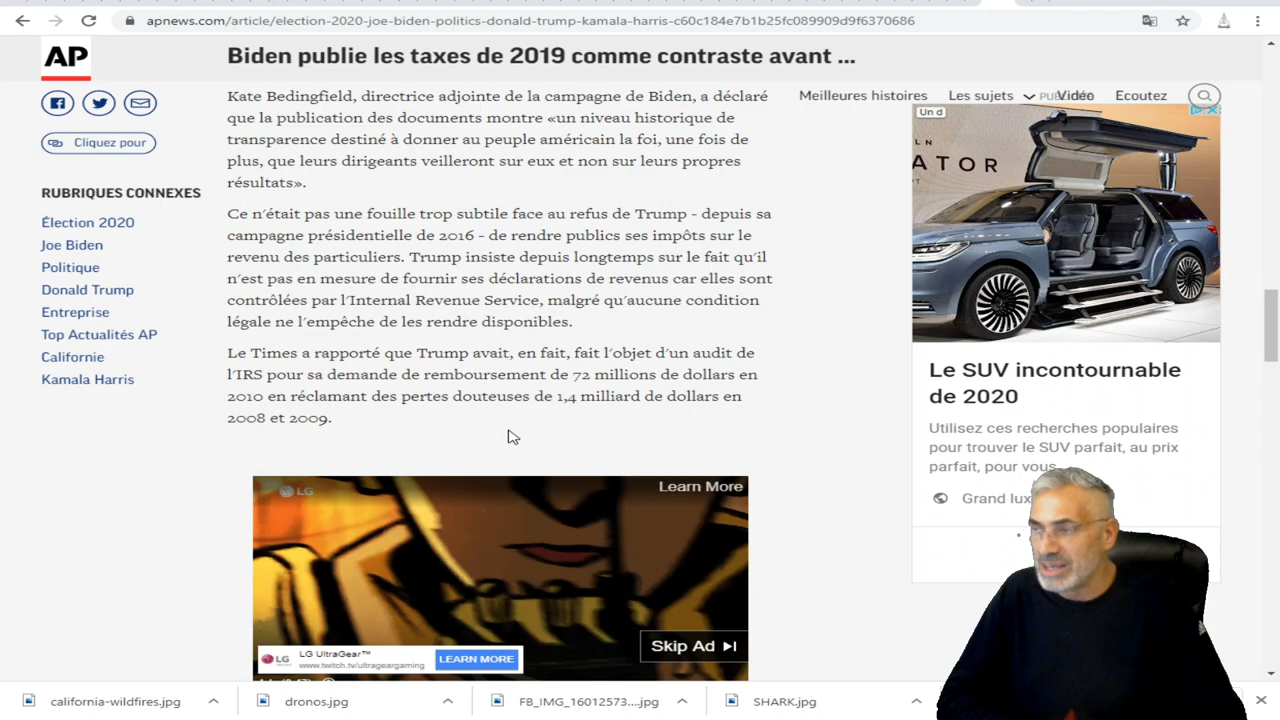 apnews.com/article/election-2020-joe-biden-politics-donald-trump-kamala-harris-c60c184e7b1b25fc089909d9f6370686
AP
Biden publie les taxes de 2019 comme contraste avant ...
Meilleures histoires
Les sujets
Vidéo
Ecoutez
Cliquez pour
RUBRIQUES CONNEXES
Élection 2020
Joe Biden
Politique
Donald Trump
Entreprise
Top Actualités AP
Californie
Kamala Harris
Kate Bedingfield, directrice adjointe de la campagne de Biden, a déclaré
que la publication des documents montre «un niveau historique de
transparence destiné à donner au peuple américain la foi, une fois de
plus, que leurs dirigeants veilleront sur eux et non sur leurs propres
résultats».
Ce n'était pas une fouille trop subtile face au refus de Trump - depuis sa
campagne présidentielle de 2016 - de rendre publics ses impôts sur le
revenu des particuliers. Trump insiste depuis longtemps sur le fait qu'il
n'est pas en mesure de fournir ses déclarations de revenus car elles sont
contrôlées par l'Internal Revenue Service, malgré qu'aucune condition
légale ne l'empêche de les rendre disponibles.
Le Times a rapporté que Trump avait, en fait, fait l'objet d'un audit de
l'IRS pour sa demande de remboursement de 72 millions de dollars en
2010 en réclamant des pertes douteuses de 1,4 milliard de dollars en
2008 et 2009.
LG
Learn More
LG UltraGear™
www.twitch.tv/ultrageargaming
LEARN MORE
Skip Ad
Un d
LN
ATOR
Le SUV incontournable
de 2020
Utilisez ces recherches populaires
pour trouver le SUV parfait, au prix
parfait, pour vous
Grand lux
california-wildfires.jpg
dronos.jpg
FB_IMG_16012573....jpg
SHARK.jpg